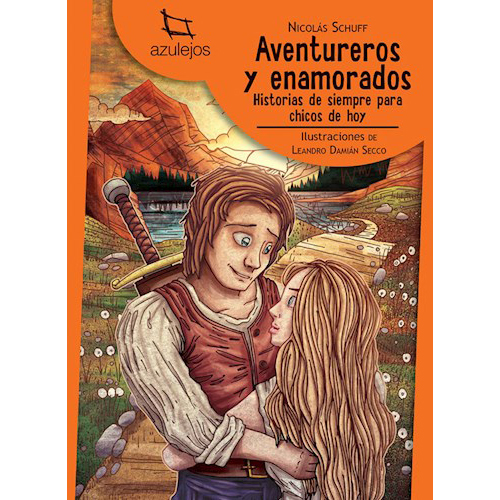 azulejos
Nicolás Schuff
Aventureros
y enamorados
Historias de siempre para
chicos de hoy
Ilustraciones de
Leandro Damián Secco